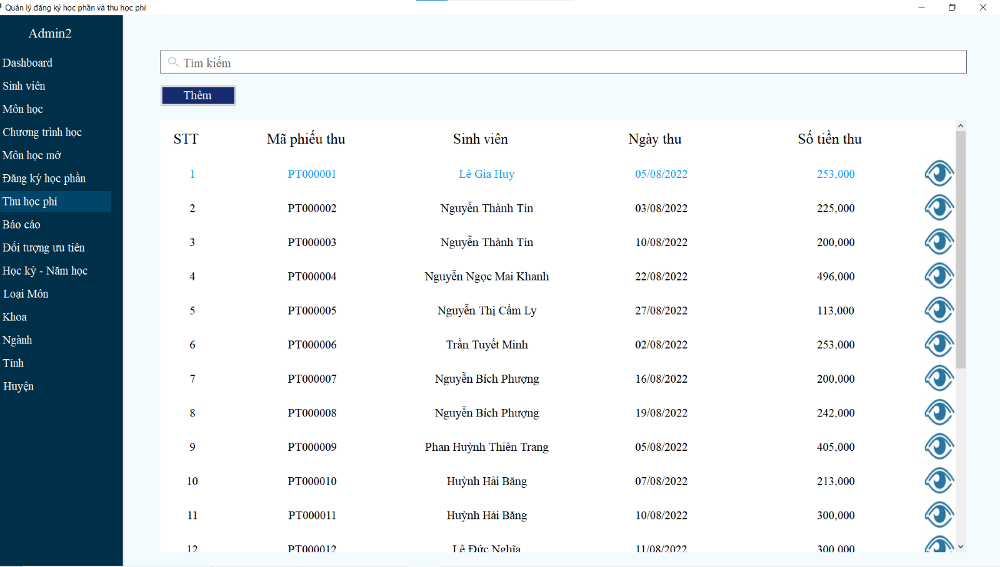 Quản lý đăng ký học phần và thu học phí
Admin2
Dashboard
Sinh viên
Môn học
Chương trình học
Môn học mở
Đăng ký học phần
Thu học phí
Báo cáo
Đối tượng ưu tiên
Học kỳ - Năm học
Loại Môn
Khoa
Ngành
Tỉnh
Huyện
Tìm kiếm
Thêm
STT Mã phiếu thu Sinh viên Ngày thu Số tiền thu
1 PT000001 Lê Gia Huy 05/08/2022 253,000
2 PT000002 Nguyễn Thành Tín 03/08/2022 225,000
3 PT000003 Nguyễn Thành Tín 10/08/2022 200,000
4 PT000004 Nguyễn Ngọc Mai Khanh 22/08/2022 496,000
5 PT000005 Nguyễn Thị Cẩm Ly 27/08/2022 113,000
6 PT000006 Trần Tuyết Minh 02/08/2022 253,000
7 PT000007 Nguyễn Bích Phượng 16/08/2022 200,000
8 PT000008 Nguyễn Bích Phượng 19/08/2022 242,000
9 PT000009 Phan Huỳnh Thiên Trang 05/08/2022 405,000
10 PT000010 Huỳnh Hải Băng 07/08/2022 213,000
11 PT000011 Huỳnh Hải Băng 10/08/2022 300,000
12 PT000012 Lê Đức Nghĩa 11/08/2022 300,000